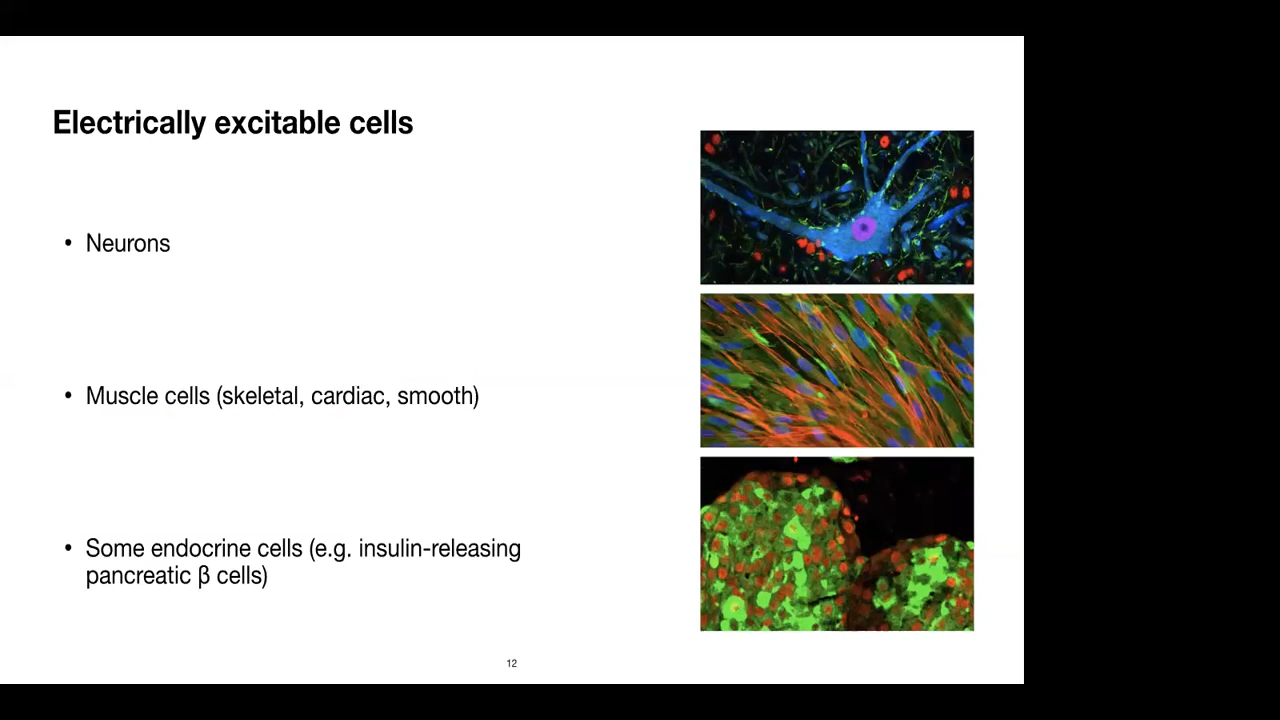 Electrically excitable cells
• Neurons
• Muscle cells (skeletal, cardiac, smooth)
• Some endocrine cells (e.g. insulin-releasing
pancreatic β cells)
12